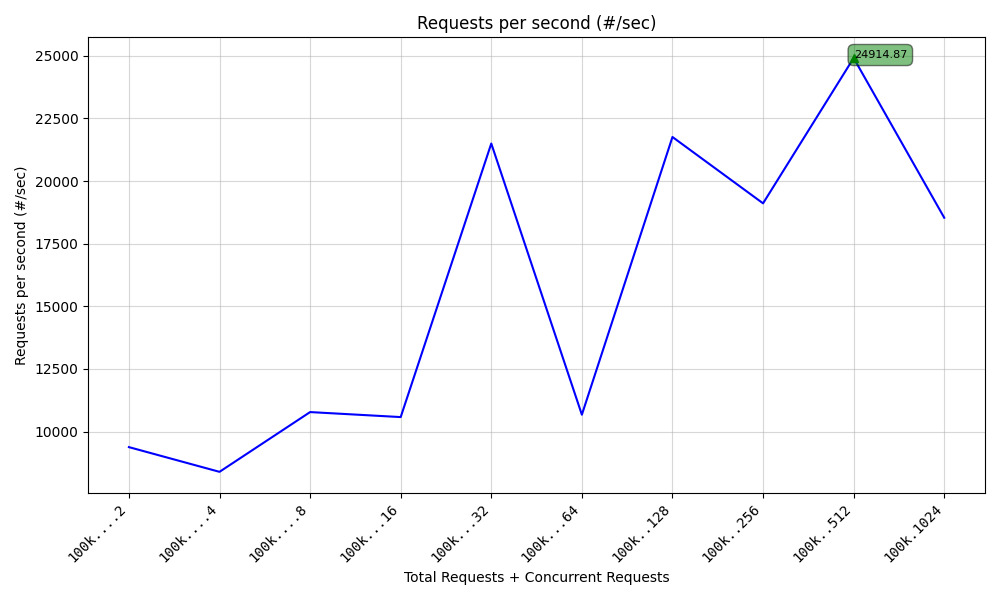 Requests per second (#/sec)
24914.87
25000
22500
20000
17500
15000
12500
10000
Requests per second (#/sec)
100k....2
100k....4
100k....8
100k...16
100k...32
100k...64
100k..128
100k..256
100k..512
100k.1024
Total Requests + Concurrent Requests